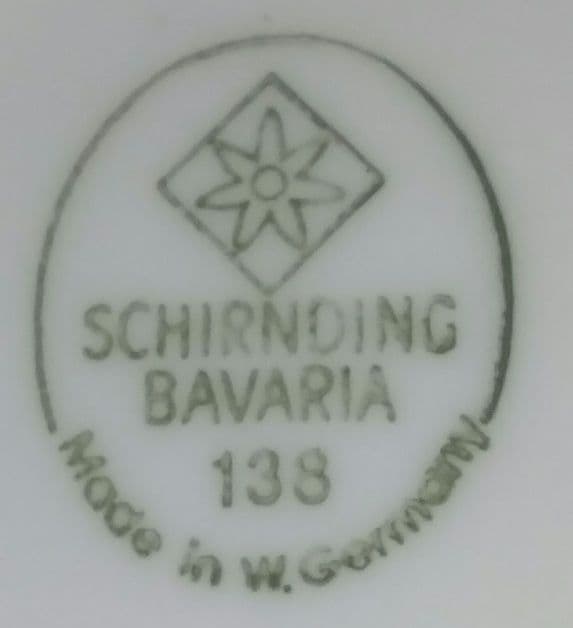 SCHIRNDING
BAVARIA
138
Made in W. Germany